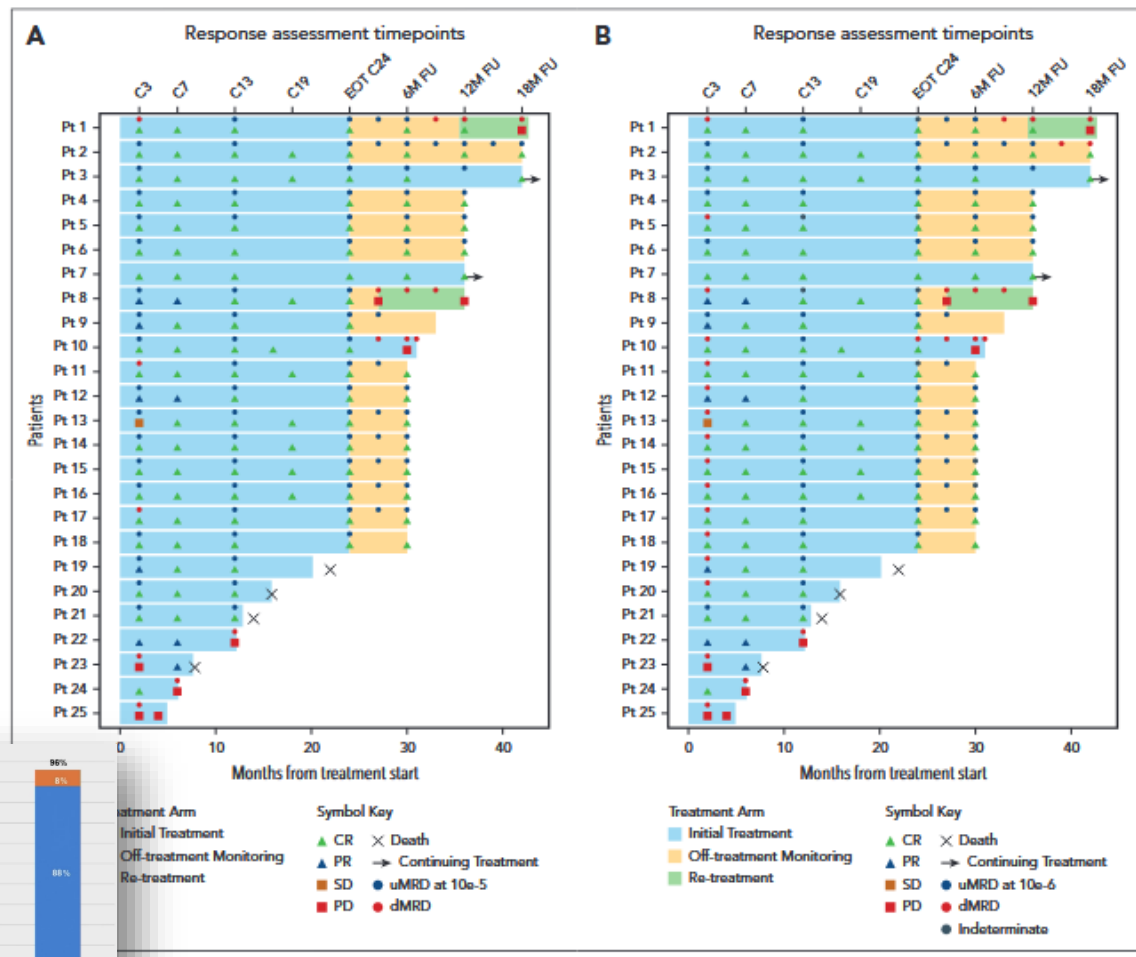 A
Response assessment timepoints
C3
C7
C13
C19
EOT C24
6M FU
12M FU
18M FU
Patients
Pt 1
Pt 2
Pt 3
Pt 4
Pt 5
Pt 6
Pt 7
Pt 8
Pt 9
Pt 10
Pt 11
Pt 12
Pt 13
Pt 14
Pt 15
Pt 16
Pt 17
Pt 18
Pt 19
Pt 20
Pt 21
Pt 22
Pt 23
Pt 24
Pt 25
0 10 20 30 40
Months from treatment start
atment Arm
Initial Treatment
Off-treatment Monitoring
Re-treatment
Symbol Key
CR
PR
SD
PD
Death
Continuing Treatment
uMRD at 10e-5
dMRD
96%
8%
88%
B
Response assessment timepoints
C3
C7
C13
C19
EOT C24
6M FU
12M FU
18M FU
Patients
Pt 1
Pt 2
Pt 3
Pt 4
Pt 5
Pt 6
Pt 7
Pt 8
Pt 9
Pt 10
Pt 11
Pt 12
Pt 13
Pt 14
Pt 15
Pt 16
Pt 17
Pt 18
Pt 19
Pt 20
Pt 21
Pt 22
Pt 23
Pt 24
Pt 25
0 10 20 30 40
Months from treatment start
Treatment Arm
Initial Treatment
Off-treatment Monitoring
Re-treatment
Symbol Key
CR
PR
SD
PD
Death
Continuing Treatment
uMRD at 10e-6
dMRD
Indeterminate